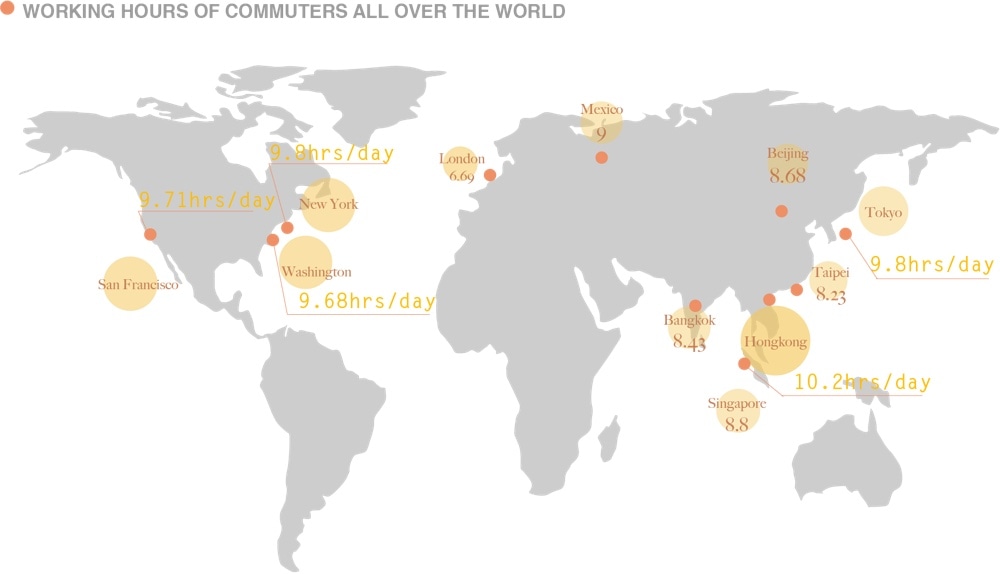 WORKING HOURS OF COMMUTERS ALL OVER THE WORLD
Mexico
9
9.8hrs/day
London
6.69
Beijing
8.68
9.71hrs/day
New York
Tokyo
Washington
9.8hrs/day
San Francisco
Taipei
8.23
9.68hrs/day
Bangkok
8.43
Hongkong
10.2hrs/day
Singapore
8.8